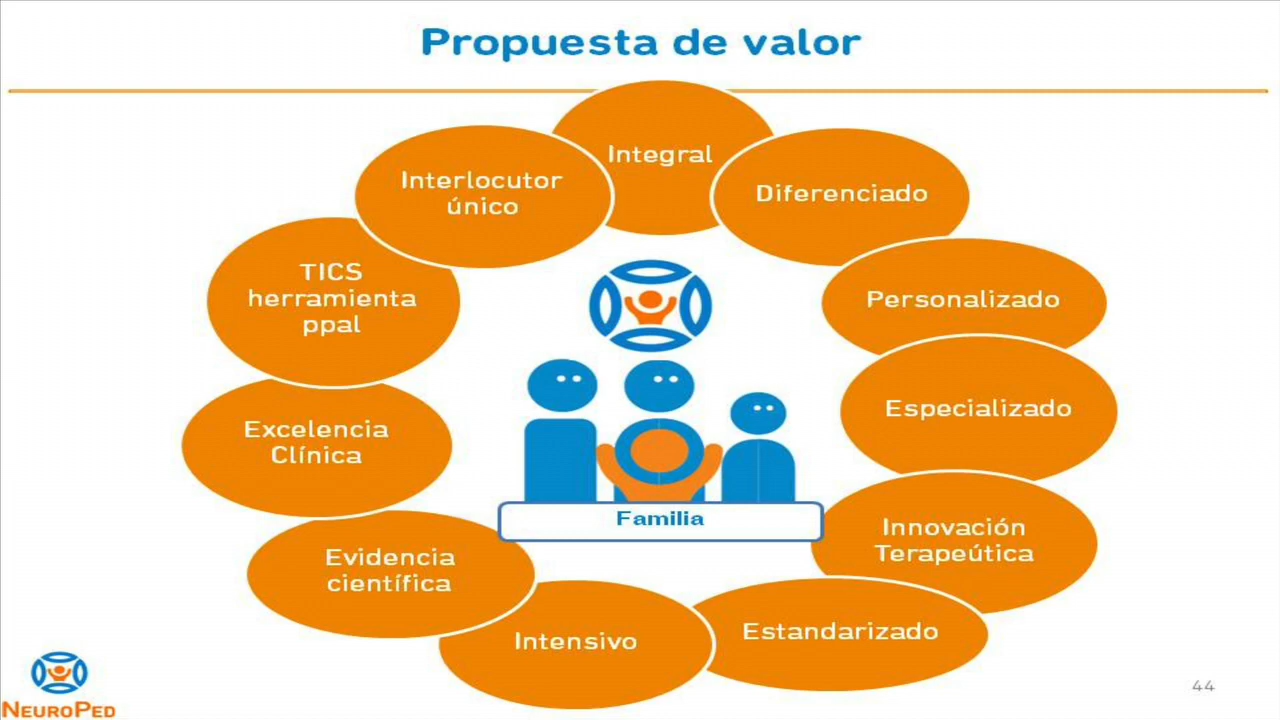 Propuesta de valor
Integral
Diferenciado
Personalizado
Especializado
Innovación
Terapeútica
Estandarizado
Intensivo
Evidencia
científica
Excelencia
Clínica
TICS
herramienta
ppal
Interlocutor
único
Familia
NEUROPED
44